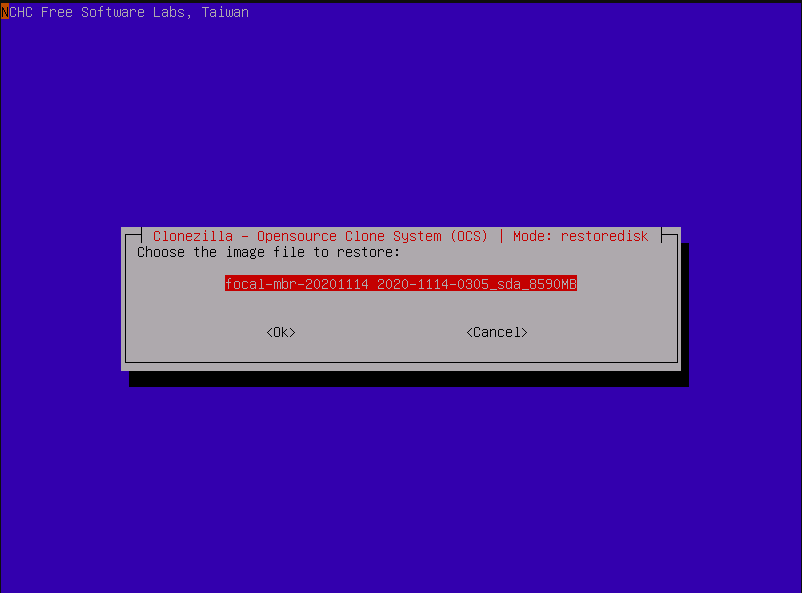 NCHC Free Software Labs, Taiwan
Clonezilla - Opensource Clone System (OCS) | Mode: restoredisk
Choose the image file to restore:
focal-mbr-20201114 2020-1114-0305_sda_8590MB
<Ok> <Cancel>